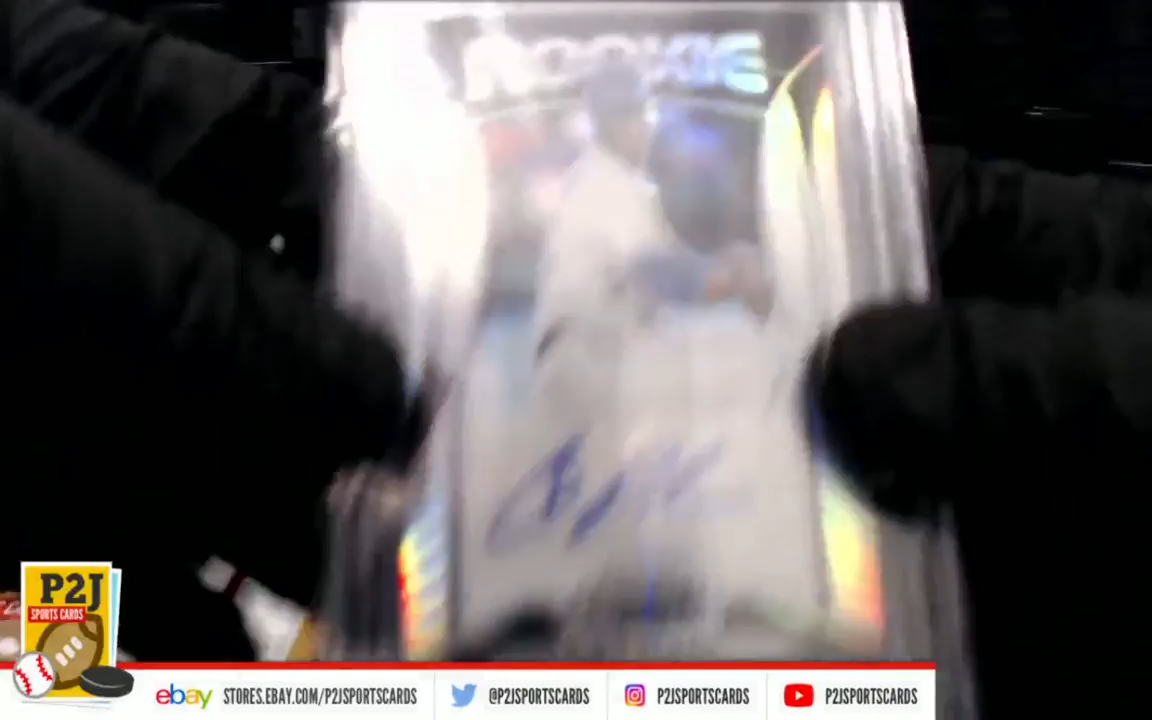 ROOKIE
P2J
SPORTS CARDS
ebay STORES.EBAY.COM/P2JSPORTSCARDS @P2JSPORTSCARDS P2JSPORTSCARDS P2JSPORTSCARDS